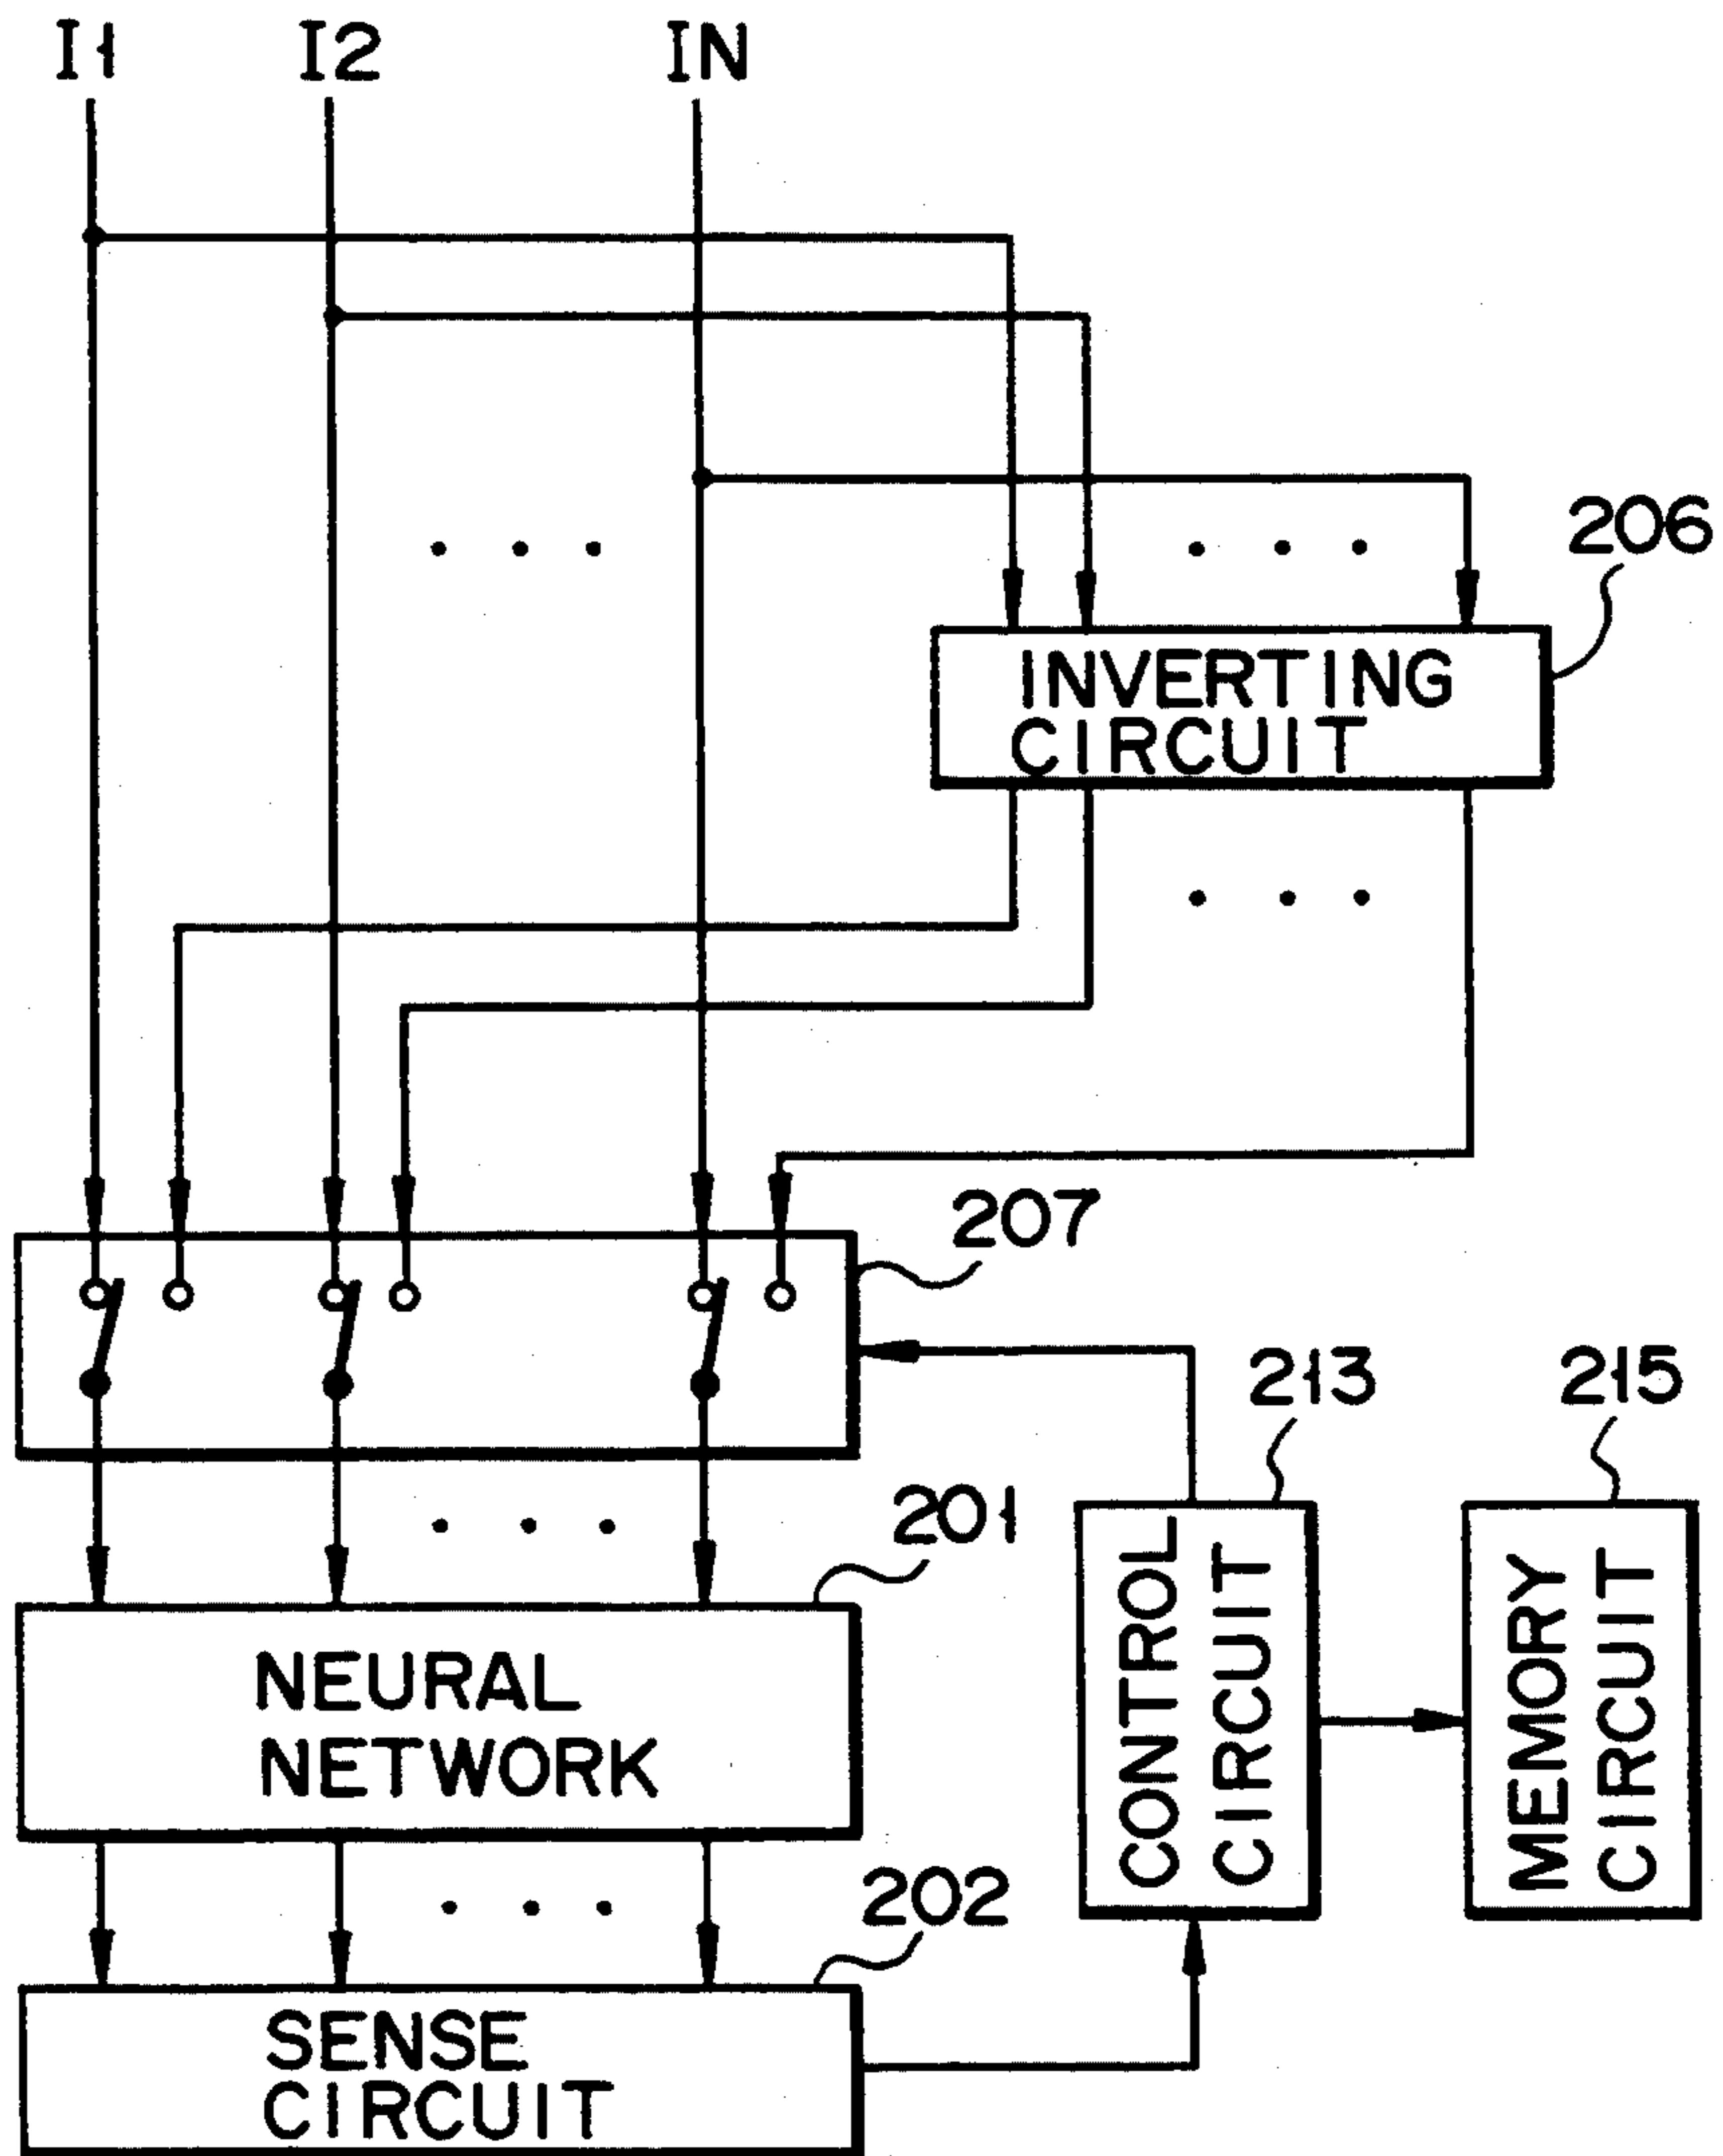 I1 I2 IN
206
INVERTING
CIRCUIT
207
213 215
201
CONTROL
CIRCUIT
MEMORY
CIRCUIT
NEURAL
NETWORK
202
SENSE
CIRCUIT